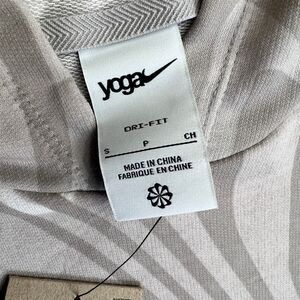 yoga
DRI-FIT
S P CH
MADE IN CHINA
FABRIQUÉ EN CHINE